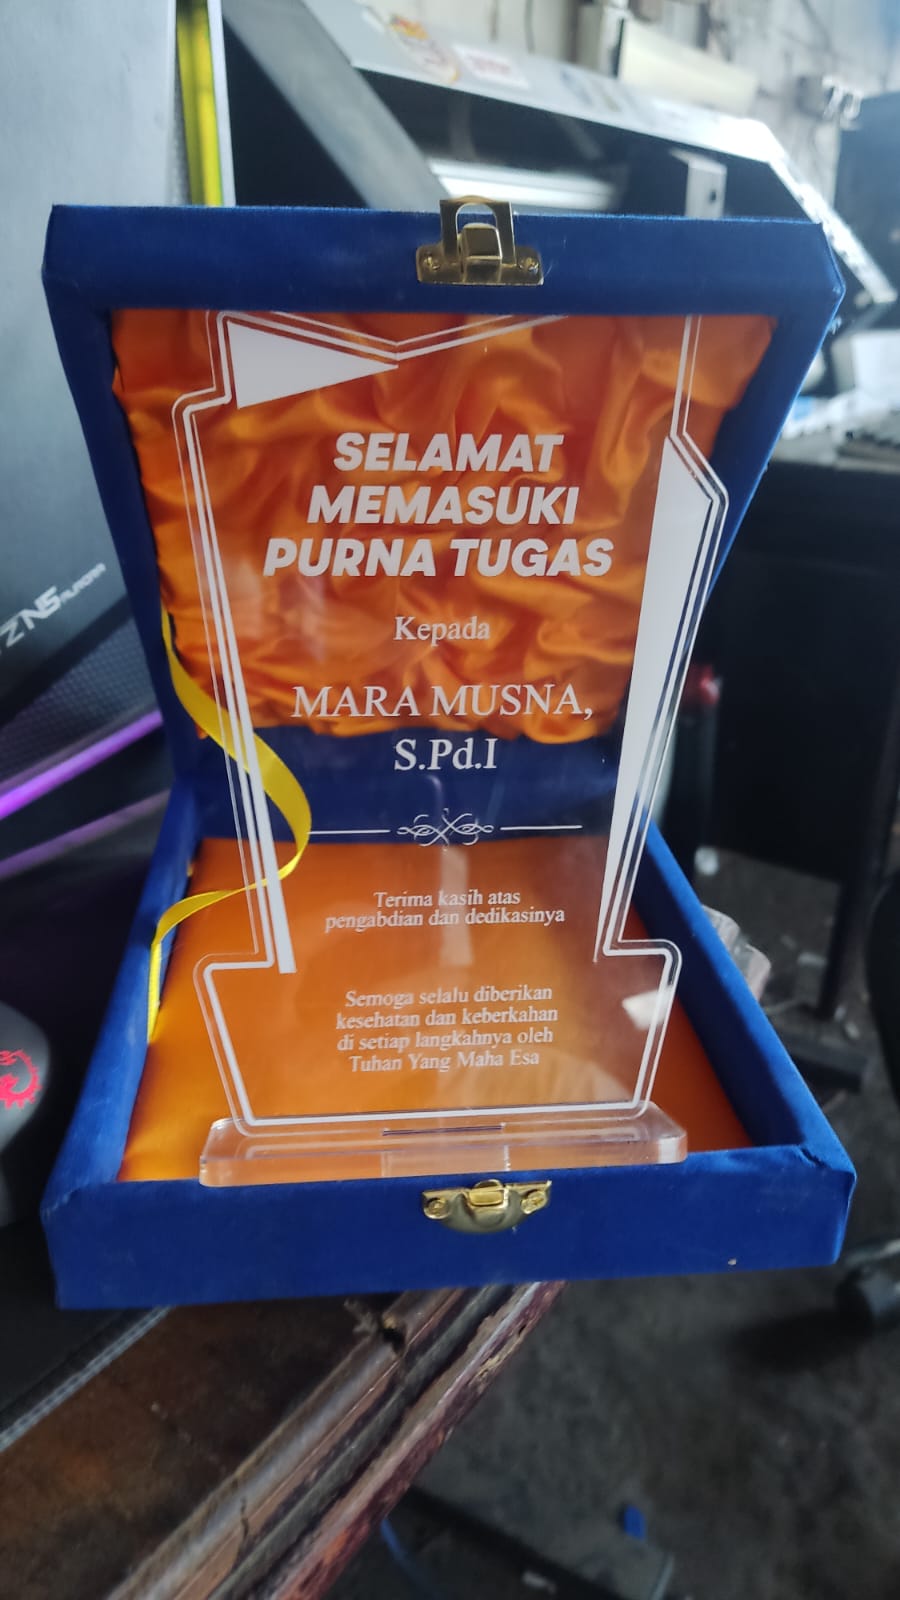 SELAMAT
MEMASUKI
PURNA TUGAS
Kepada
MARA MUSNA,
S.Pd.I
Terima kasih atas
pengabdian dan dedikasinya
Semoga selalu diberikan
kesehatan dan keberkahan
di setiap langkahnya oleh
Tuhan Yang Maha Esa